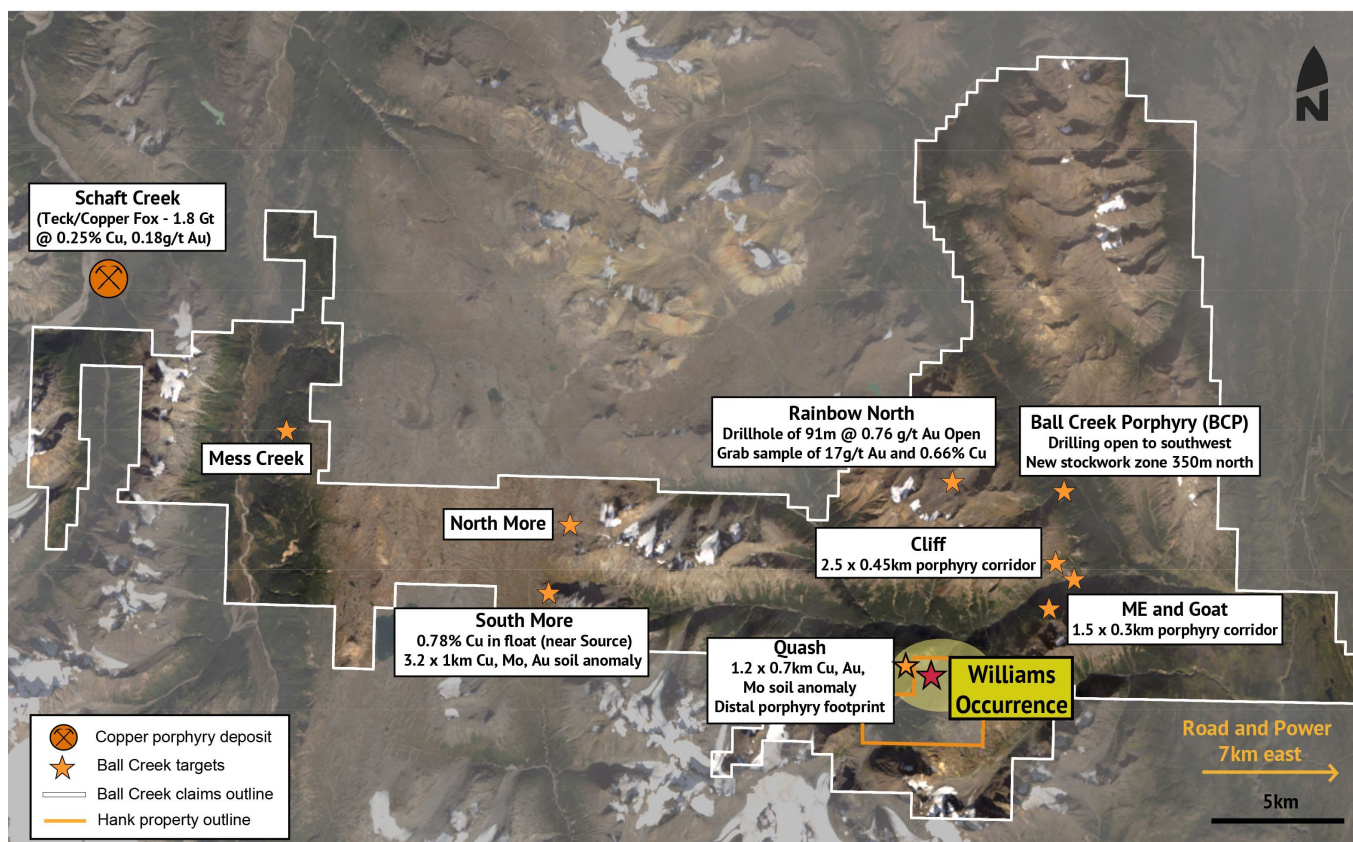 N
Schaft Creek
(Teck/Copper Fox - 1.8 Gt
@ 0.25% Cu, 0.18g/t Au)
Mess Creek
Rainbow North
Drillhole of 91m @ 0.76 g/t Au Open
Grab sample of 17g/t Au and 0.66% Cu
Ball Creek Porphyry (BCP)
Drilling open to southwest
New stockwork zone 350m north
North More
Cliff
2.5 x 0.45km porphyry corridor
South More
0.78% Cu in float (near Source)
3.2 x 1km Cu, Mo, Au soil anomaly
ME and Goat
1.5 x 0.3km porphyry corridor
Quash
1.2 x 0.7km Cu, Au,
Mo soil anomaly
Distal porphyry footprint
Williams
Occurrence
Copper porphyry deposit
Ball Creek targets
Ball Creek claims outline
Hank property outline
Road and Power
7km east
5km